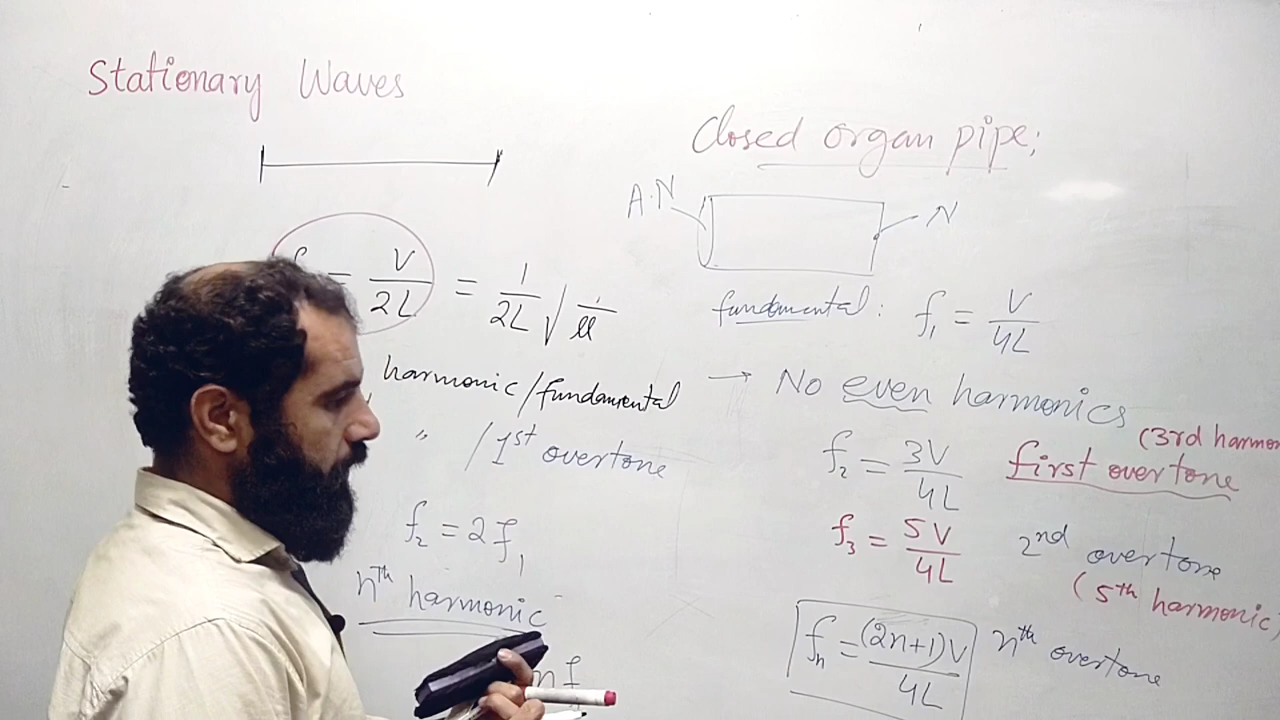 Stationary Waves
= V/2L = 1/2L √ /μ
harmonic/fundamental
" /1st overtone
f₂ = 2f₁
nth harmonic
nf
Closed organ pipe;
A.N N
fundamental: f₁ = V/4L
→ No even harmonics
(3rd harmon
f₂ = 3V/4L first overtone
f₃ = 5V/4L 2nd overtone
(5th harmonic)
fₙ = (2n+1)V/4L nth overtone